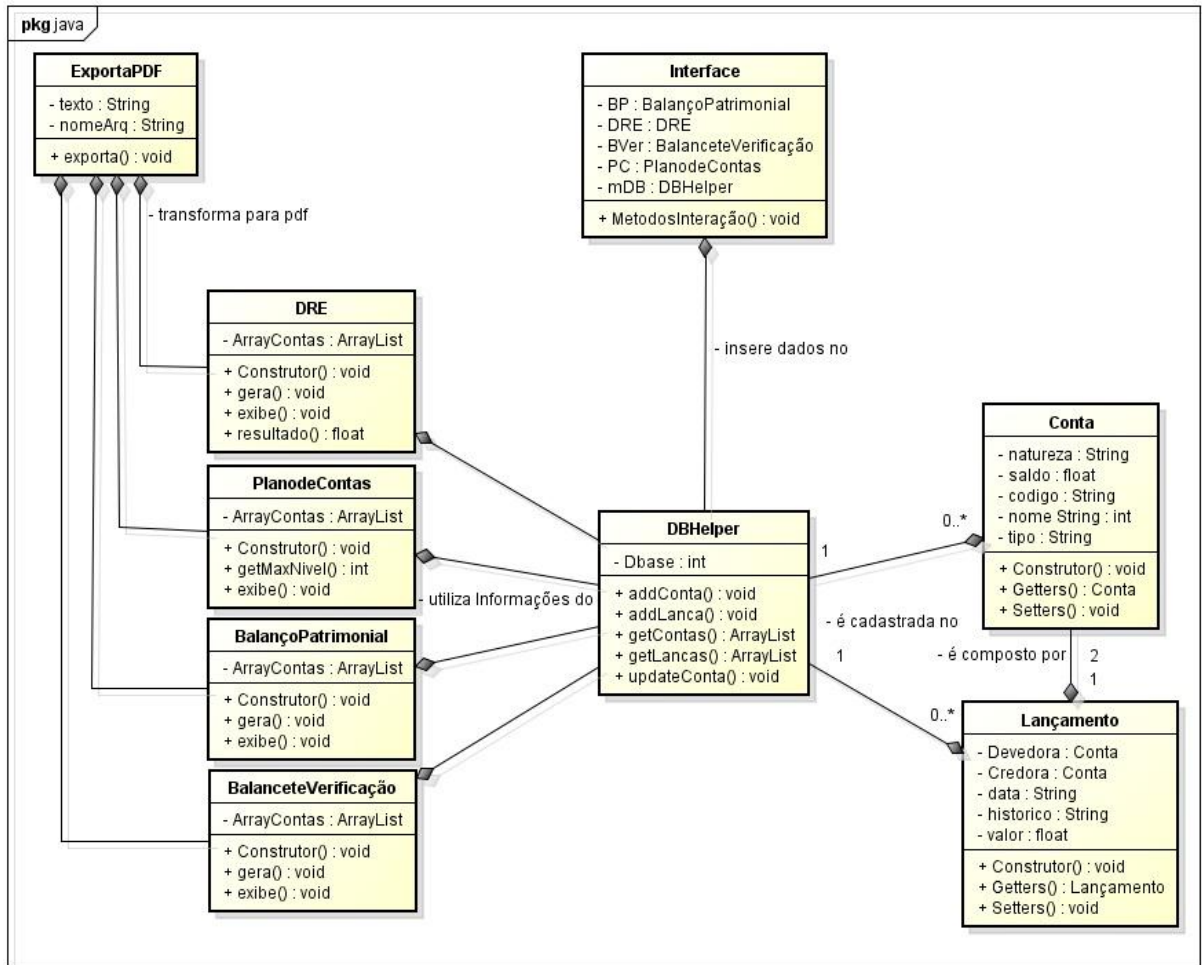 pkg java
ExportaPDF
- texto : String
- nomeArq : String
+ exporta() : void
Interface
- BP : BalançoPatrimonial
- DRE : DRE
- BVer : BalanceteVerificação
- PC : PlanodeContas
- mDB : DBHelper
+ MetodosInteração() : void
- transforma para pdf
DRE
- ArrayContas : ArrayList
+ Construtor() : void
+ gera() : void
+ exibe() : void
+ resultado() : float
- insere dados no
PlanodeContas
- ArrayContas : ArrayList
+ Construtor() : void
+ getMaxNivel() : int
+ exibe() : void
- utiliza Informações do
BalançoPatrimonial
- ArrayContas : ArrayList
+ Construtor() : void
+ gera() : void
+ exibe() : void
BalanceteVerificação
- ArrayContas : ArrayList
+ Construtor() : void
+ gera() : void
+ exibe() : void
DBHelper
- Dbase : int
+ addConta() : void
+ addLanca() : void
+ getContas() : ArrayList
+ getLancas() : ArrayList
+ updateConta() : void
1
0..*
- é cadastrada no
1
0..*
Conta
- natureza : String
- saldo : float
- codigo : String
- nome String : int
- tipo : String
+ Construtor() : void
+ Getters() : Conta
+ Setters() : void
- é composto por
2
1
Lançamento
- Devedora : Conta
- Credora : Conta
- data : String
- historico : String
- valor : float
+ Construtor() : void
+ Getters() : Lançamento
+ Setters() : void